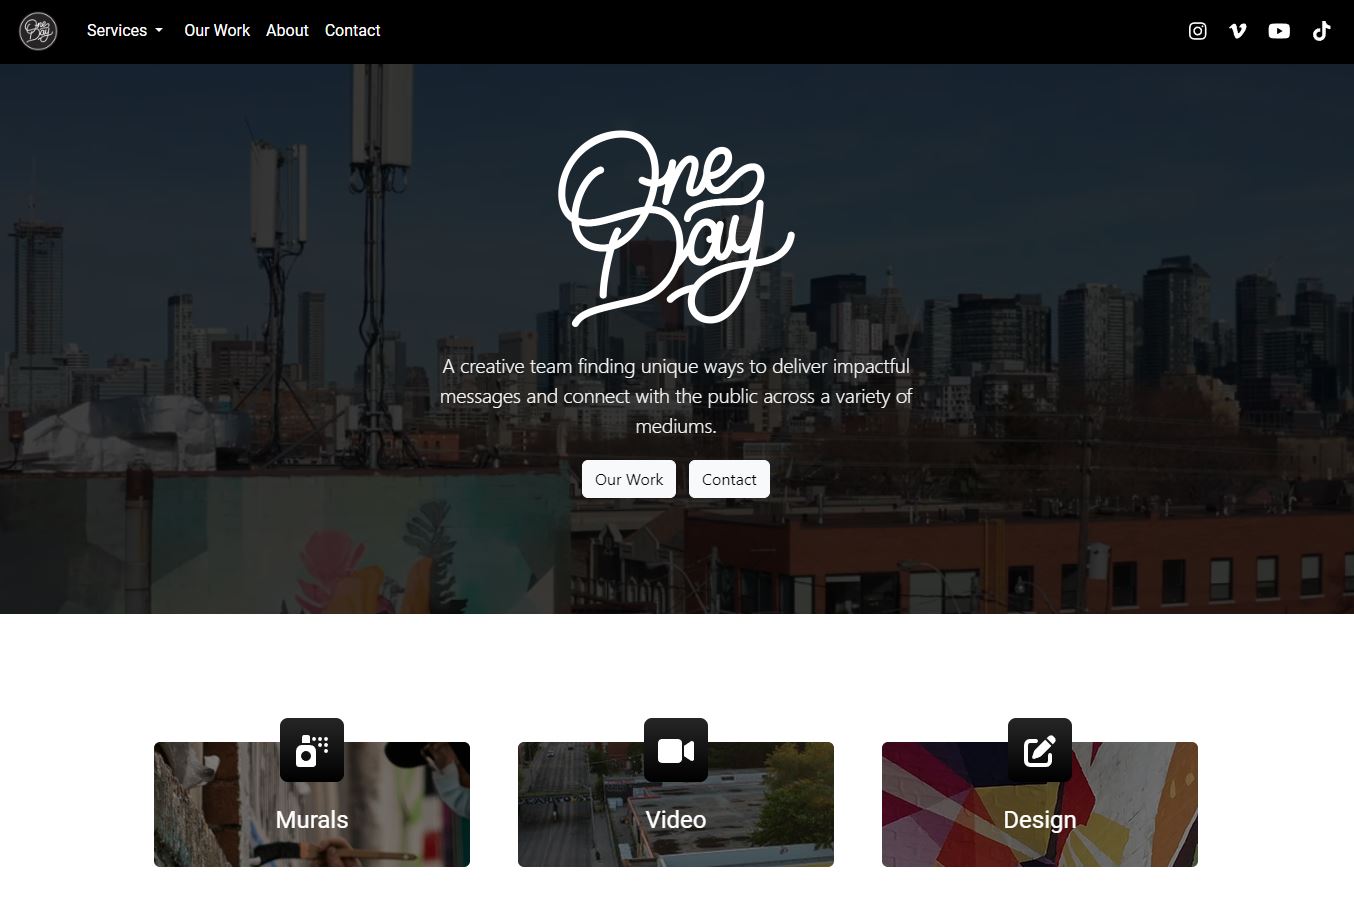 One Day
Services
Our Work
About
Contact
One
Day
A creative team finding unique ways to deliver impactful
messages and connect with the public across a variety of
mediums.
Our Work
Contact
Murals
Video
Design